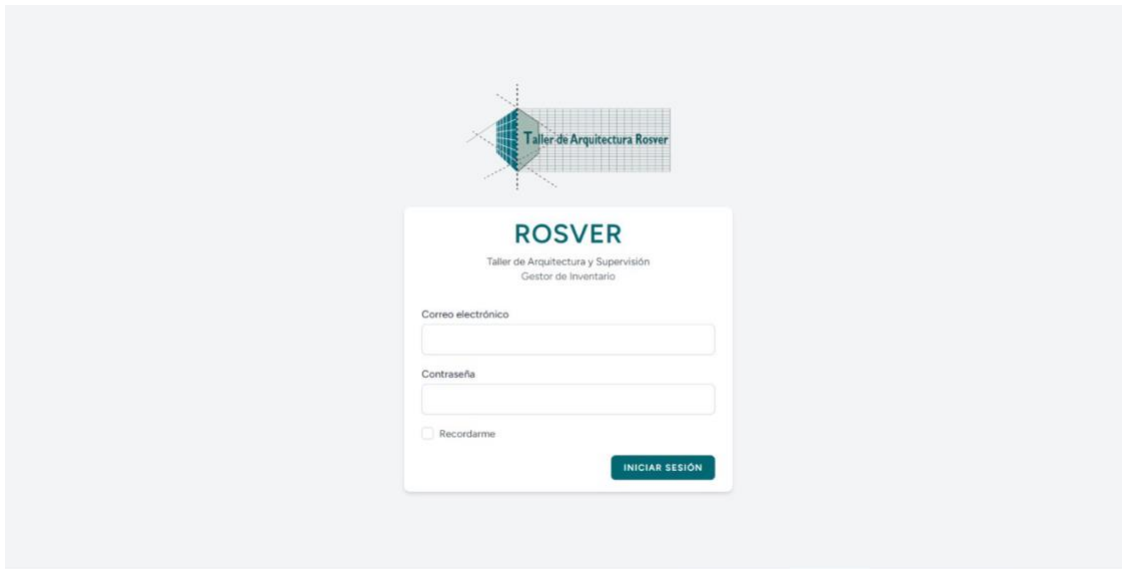 Taller de Arquitectura Rosver
ROSVER
Taller de Arquitectura y Supervisión
Gestor de Inventario
Correo electrónico
Contraseña
Recordarme
INICIAR SESIÓN